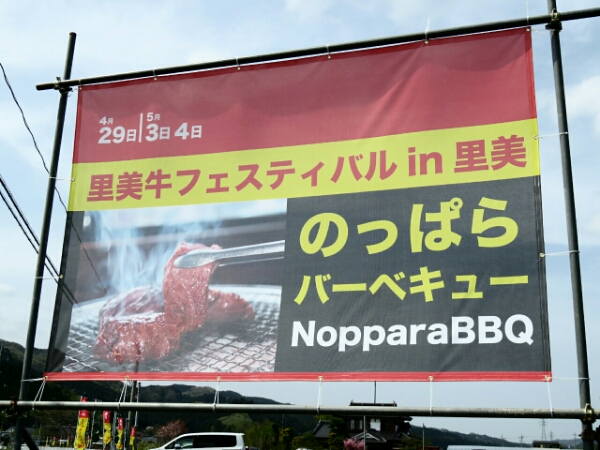 4月 29日 | 5月 3日 4日
里美牛フェスティバル in 里美
のっぱら
バーベキュー
NopparaBBQ